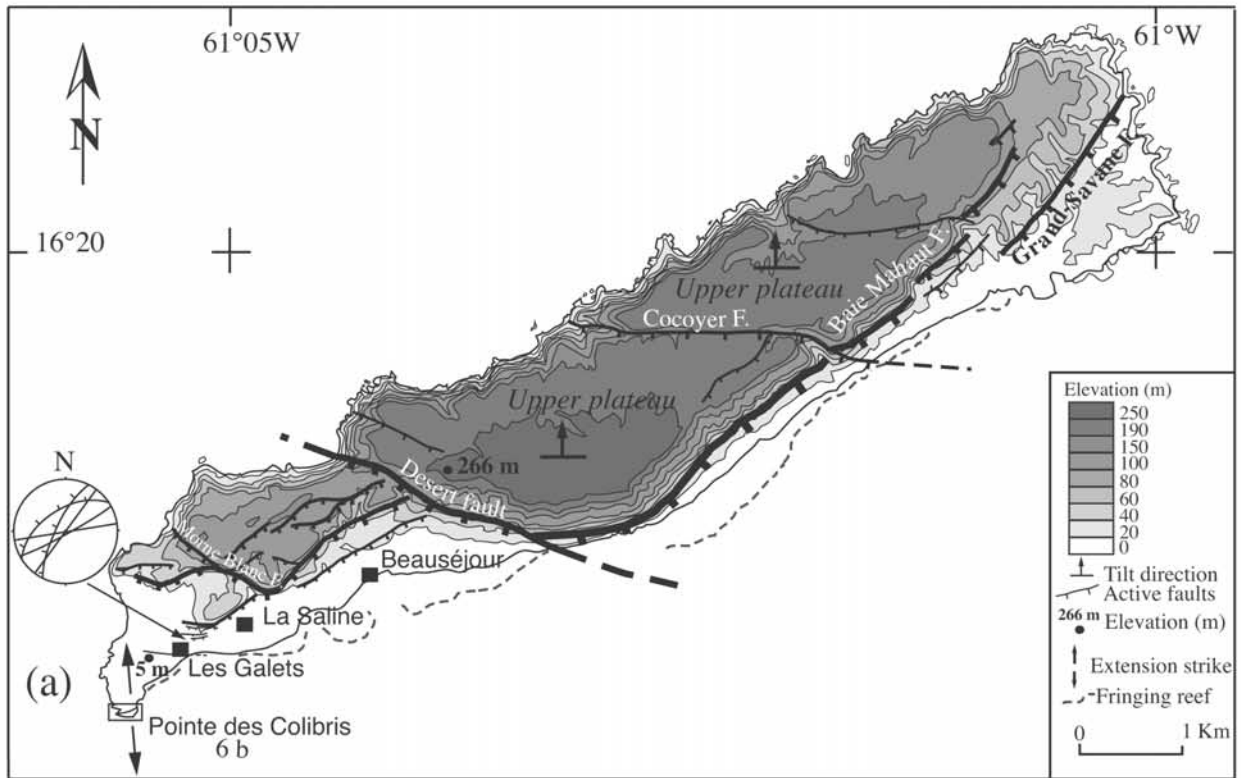 61°05W
61°W
N
16°20
Grand Savane F.
Baie Mahaut F.
Upper plateau
Cocoyer F.
Upper plateau
266 m
Desert fault
N
Morne Blanc F.
Beauséjour
La Saline
5 m
Les Galets
(a)
Pointe des Colibris
6 b
Elevation (m)
250
190
150
100
80
60
40
20
0
Tilt direction
Active faults
266 m Elevation (m)
Extension strike
Fringing reef
0 1 Km